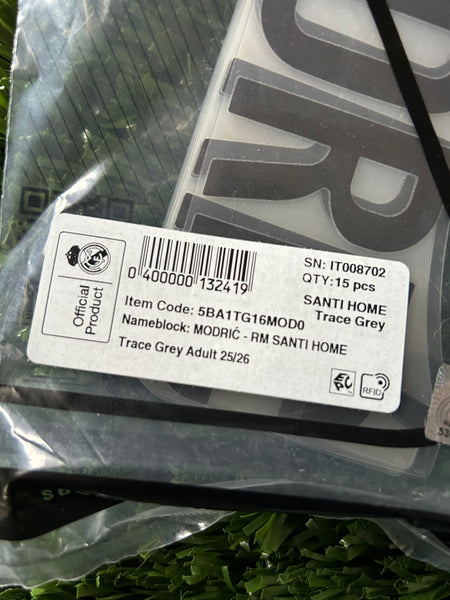 DRI
Official
Product
0 400000 132419
SN: IT008702
QTY:15 pcs
SANTI HOME
Trace Grey
Item Code: 5BA1TG16MOD0
Nameblock: MODRIĆ - RM SANTI HOME
Trace Grey Adult 25/26
RFID